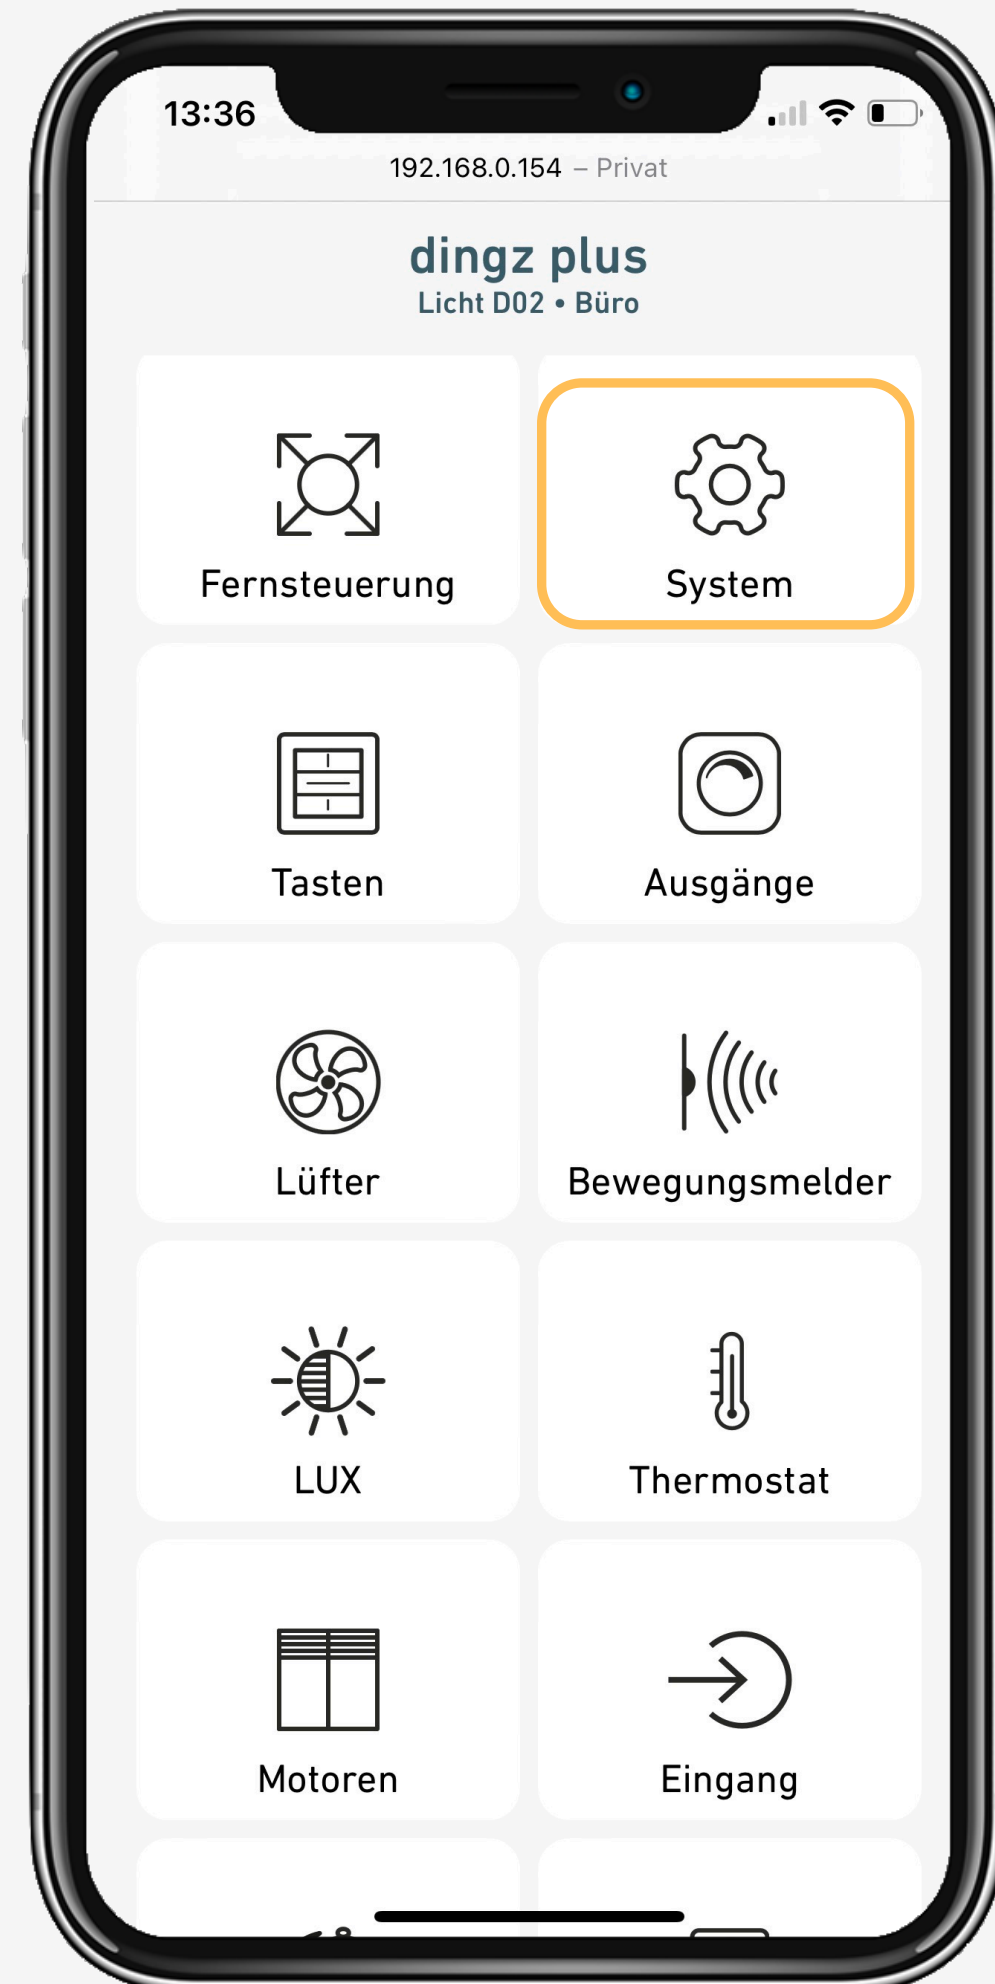 13:36
192.168.0.154 – Privat
dingz plus
Licht D02 • Büro
Fernsteuerung
System
Tasten
Ausgänge
Lüfter
Bewegungsmelder
LUX
Thermostat
Motoren
Eingang